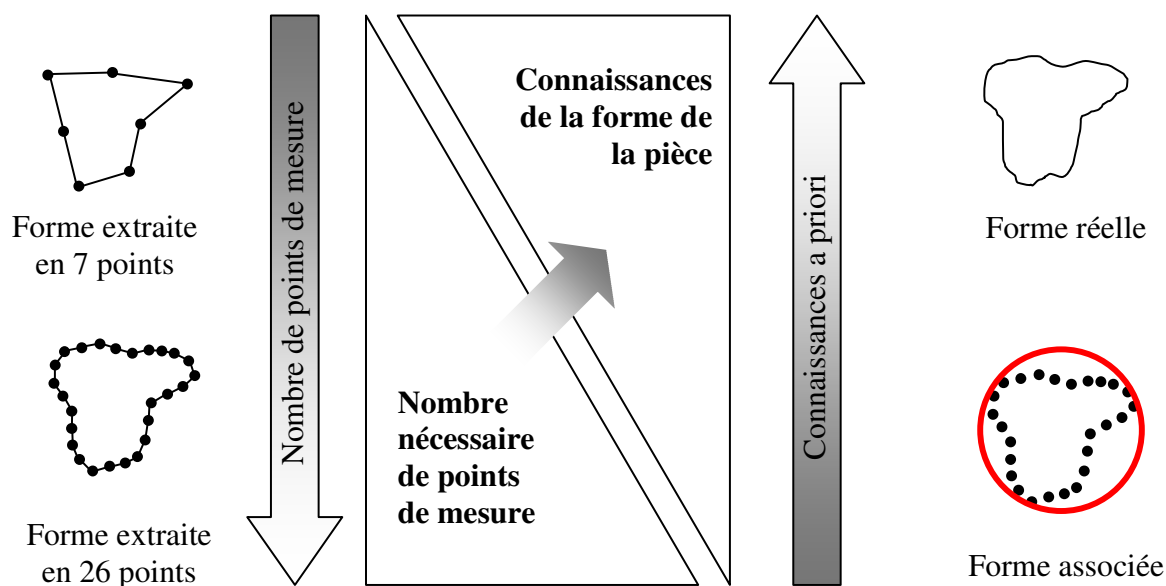 Forme extraite
en 7 points
Forme extraite
en 26 points
Nombre de points de mesure
Connaissances
de la forme de
la pièce
Nombre
nécessaire
de points
de mesure
Connaissances a priori
Forme réelle
Forme associée